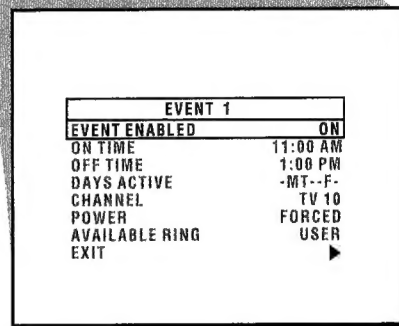 EVENT 1
EVENT ENABLED ON
ON TIME 11:00 AM
OFF TIME 1:00 PM
DAYS ACTIVE -MT--F-
CHANNEL TV 10
POWER FORCED
AVAILABLE RING USER
EXIT ▶